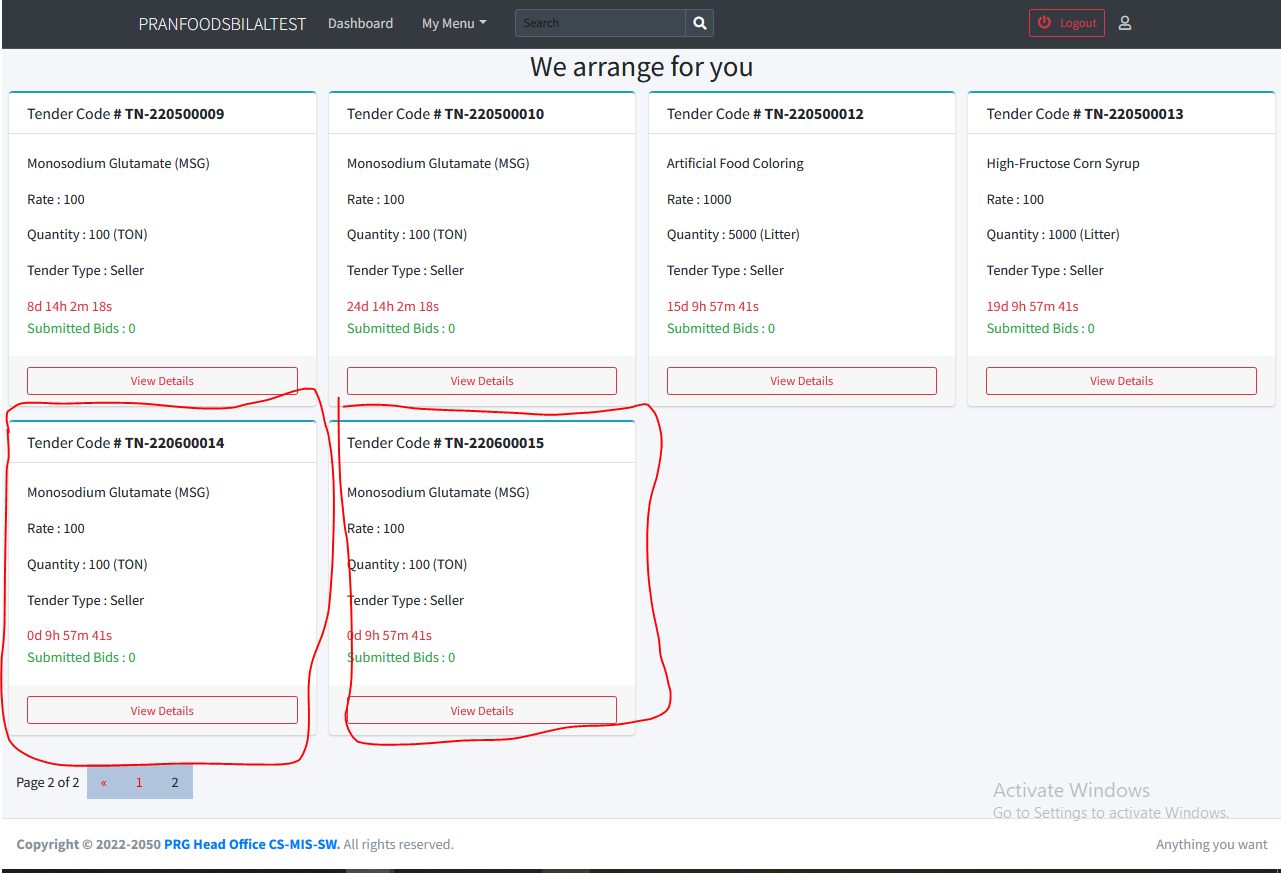 PRANFOODSBILALTEST Dashboard My Menu Search Logout
We arrange for you
Tender Code # TN-220500009
Monosodium Glutamate (MSG)
Rate : 100
Quantity : 100 (TON)
Tender Type : Seller
8d 14h 2m 18s
Submitted Bids : 0
View Details
Tender Code # TN-220500010
Monosodium Glutamate (MSG)
Rate : 100
Quantity : 100 (TON)
Tender Type : Seller
24d 14h 2m 18s
Submitted Bids : 0
View Details
Tender Code # TN-220500012
Artificial Food Coloring
Rate : 1000
Quantity : 5000 (Litter)
Tender Type : Seller
15d 9h 57m 41s
Submitted Bids : 0
View Details
Tender Code # TN-220500013
High-Fructose Corn Syrup
Rate : 100
Quantity : 1000 (Litter)
Tender Type : Seller
19d 9h 57m 41s
Submitted Bids : 0
View Details
Tender Code # TN-220600014
Monosodium Glutamate (MSG)
Rate : 100
Quantity : 100 (TON)
Tender Type : Seller
0d 9h 57m 41s
Submitted Bids : 0
View Details
Tender Code # TN-220600015
Monosodium Glutamate (MSG)
Rate : 100
Quantity : 100 (TON)
Tender Type : Seller
0d 9h 57m 41s
Submitted Bids : 0
View Details
Page 2 of 2 « 1 2
Activate Windows
Go to Settings to activate Windows.
Copyright © 2022-2050 PRG Head Office CS-MIS-SW. All rights reserved. Anything you want